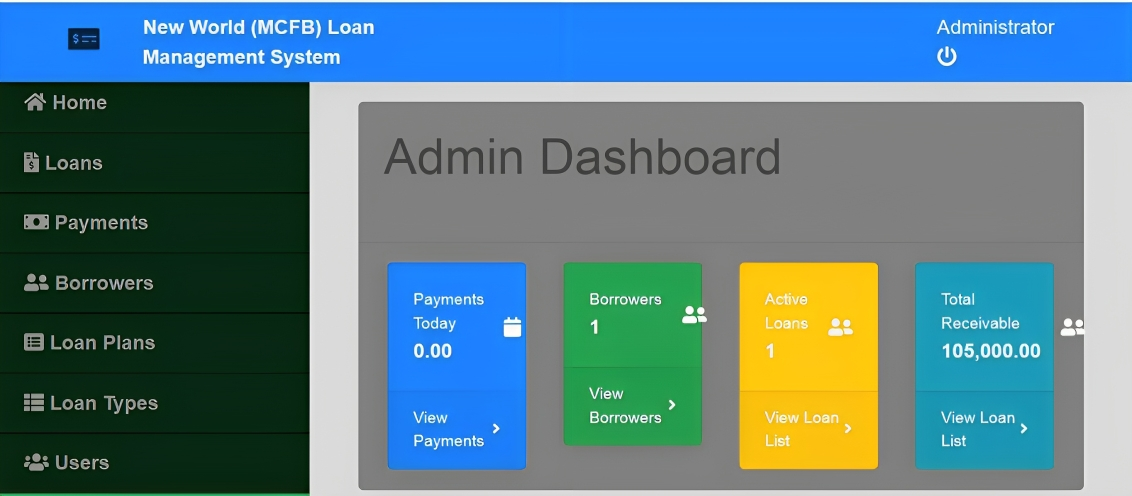 New World (MCFB) Loan
Management System
Administrator
Home
Loans
Payments
Borrowers
Loan Plans
Loan Types
Users
Admin Dashboard
Payments
Today
0.00
View
Payments
Borrowers
1
View
Borrowers
Active
Loans
1
View Loan
List
Total
Receivable
105,000.00
View Loan
List